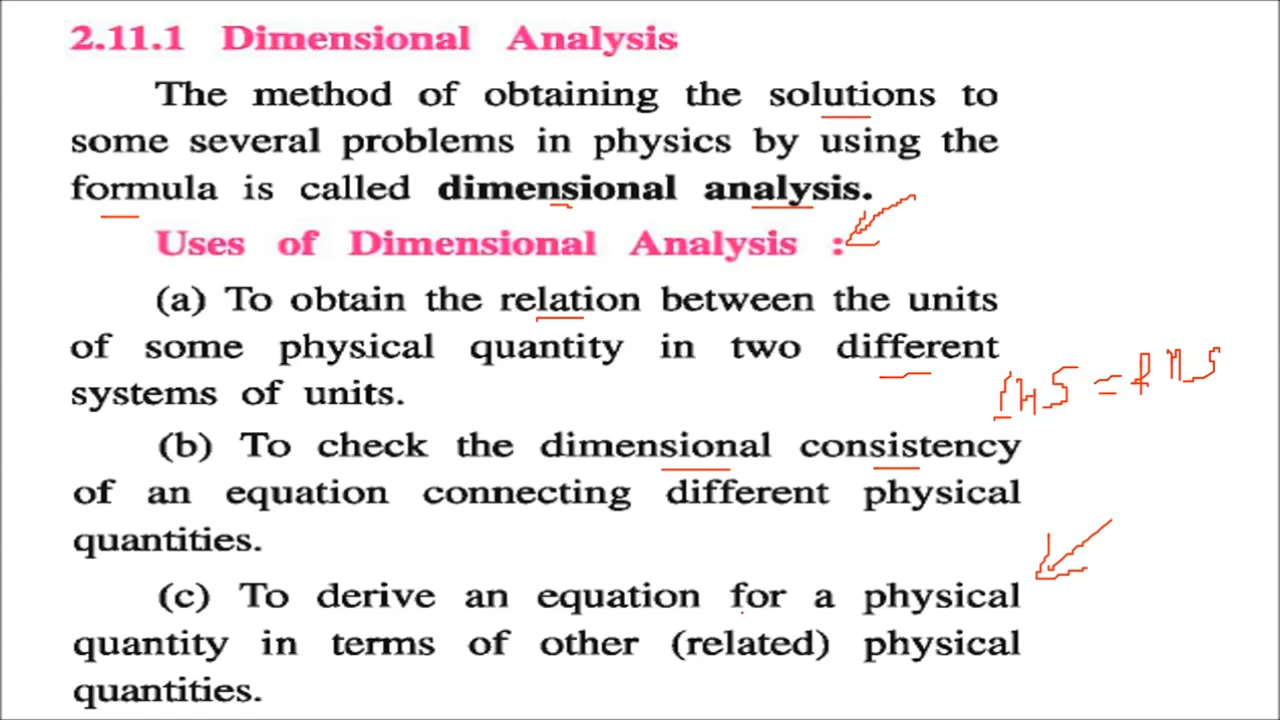 2.11.1 Dimensional Analysis
The method of obtaining the solutions to
some several problems in physics by using the
formula is called dimensional analysis.
Uses of Dimensional Analysis :
(a) To obtain the relation between the units
of some physical quantity in two different
systems of units.
LHS = RHS
(b) To check the dimensional consistency
of an equation connecting different physical
quantities.
(c) To derive an equation for a physical
quantity in terms of other (related) physical
quantities.